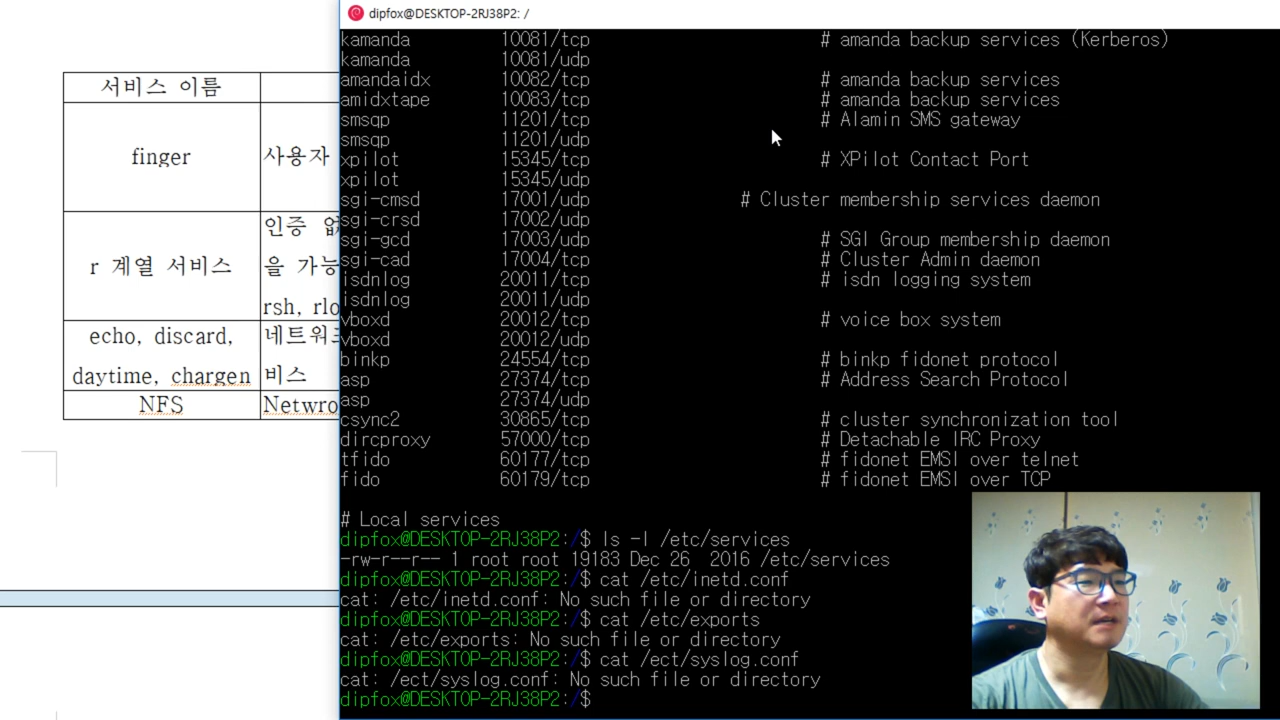 서비스 이름
finger
사용자
인증
r 계열 서비스
을 가능
rsh, rlo
echo, discard,
네트워크
daytime, chargen
비스
NFS
Netwro
dipfox@DESKTOP-2RJ38P2: /
kamanda 10081/tcp # amanda backup services (Kerberos)
kamanda 10081/udp
amandaidx 10082/tcp # amanda backup services
amidxtape 10083/tcp # amanda backup services
smsqp 11201/tcp # Alamin SMS gateway
smsqp 11201/udp
xpilot 15345/tcp # XPilot Contact Port
xpilot 15345/udp
sgi-cmsd 17001/udp # Cluster membership services daemon
sgi-crsd 17002/udp
sgi-gcd 17003/udp # SGI Group membership daemon
sgi-cad 17004/tcp # Cluster Admin daemon
isdnlog 20011/tcp # isdn logging system
isdnlog 20011/udp
vboxd 20012/tcp # voice box system
vboxd 20012/udp
binkp 24554/tcp # binkp fidonet protocol
asp 27374/tcp # Address Search Protocol
asp 27374/udp
csync2 30865/tcp # cluster synchronization tool
dircproxy 57000/tcp # Detachable IRC Proxy
tfido 60177/tcp # fidonet EMSI over telnet
fido 60179/tcp # fidonet EMSI over TCP
# Local services
dipfox@DESKTOP-2RJ38P2:/$ ls -l /etc/services
-rw-r--r-- 1 root root 19183 Dec 26 2016 /etc/services
dipfox@DESKTOP-2RJ38P2:/$ cat /etc/inetd.conf
cat: /etc/inetd.conf: No such file or directory
dipfox@DESKTOP-2RJ38P2:/$ cat /etc/exports
cat: /etc/exports: No such file or directory
dipfox@DESKTOP-2RJ38P2:/$ cat /ect/syslog.conf
cat: /ect/syslog.conf: No such file or directory
dipfox@DESKTOP-2RJ38P2:/$